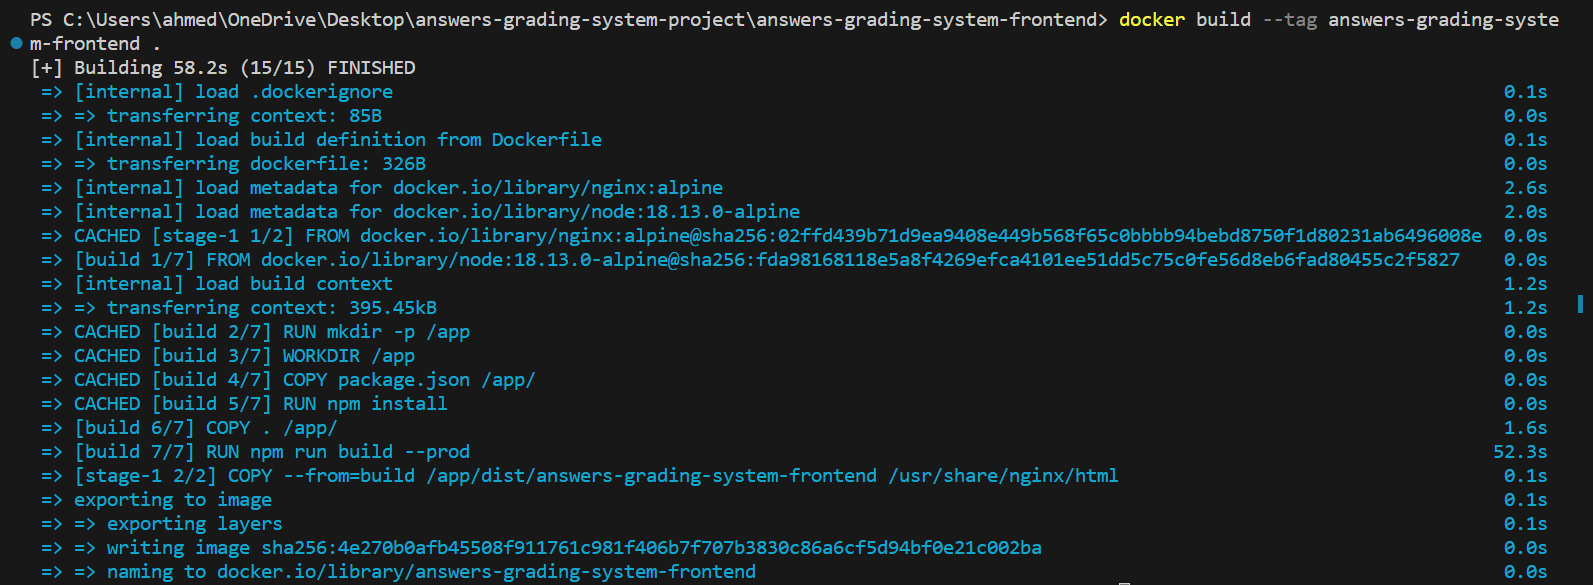 PS C:\Users\ahmed\OneDrive\Desktop\answers-grading-system-project\answers-grading-system-frontend> docker build --tag answers-grading-syste
m-frontend .
[+] Building 58.2s (15/15) FINISHED
=> [internal] load .dockerignore 0.1s
=> => transferring context: 85B 0.0s
=> [internal] load build definition from Dockerfile 0.1s
=> => transferring dockerfile: 326B 0.0s
=> [internal] load metadata for docker.io/library/nginx:alpine 2.6s
=> [internal] load metadata for docker.io/library/node:18.13.0-alpine 2.0s
=> CACHED [stage-1 1/2] FROM docker.io/library/nginx:alpine@sha256:02ffd439b71d9ea9408e449b568f65c0bbbb94bebd8750f1d80231ab6496008e 0.0s
=> [build 1/7] FROM docker.io/library/node:18.13.0-alpine@sha256:fda98168118e5a8f4269efca4101ee51dd5c75c0fe56d8eb6fad80455c2f5827 0.0s
=> [internal] load build context 1.2s
=> => transferring context: 395.45kB 1.2s
=> CACHED [build 2/7] RUN mkdir -p /app 0.0s
=> CACHED [build 3/7] WORKDIR /app 0.0s
=> CACHED [build 4/7] COPY package.json /app/ 0.0s
=> CACHED [build 5/7] RUN npm install 0.0s
=> [build 6/7] COPY . /app/ 1.6s
=> [build 7/7] RUN npm run build --prod 52.3s
=> [stage-1 2/2] COPY --from=build /app/dist/answers-grading-system-frontend /usr/share/nginx/html 0.1s
=> exporting to image 0.1s
=> => exporting layers 0.1s
=> => writing image sha256:4e270b0afb45508f911761c981f406b7f707b3830c86a6cf5d94bf0e21c002ba 0.0s
=> => naming to docker.io/library/answers-grading-system-frontend 0.0s